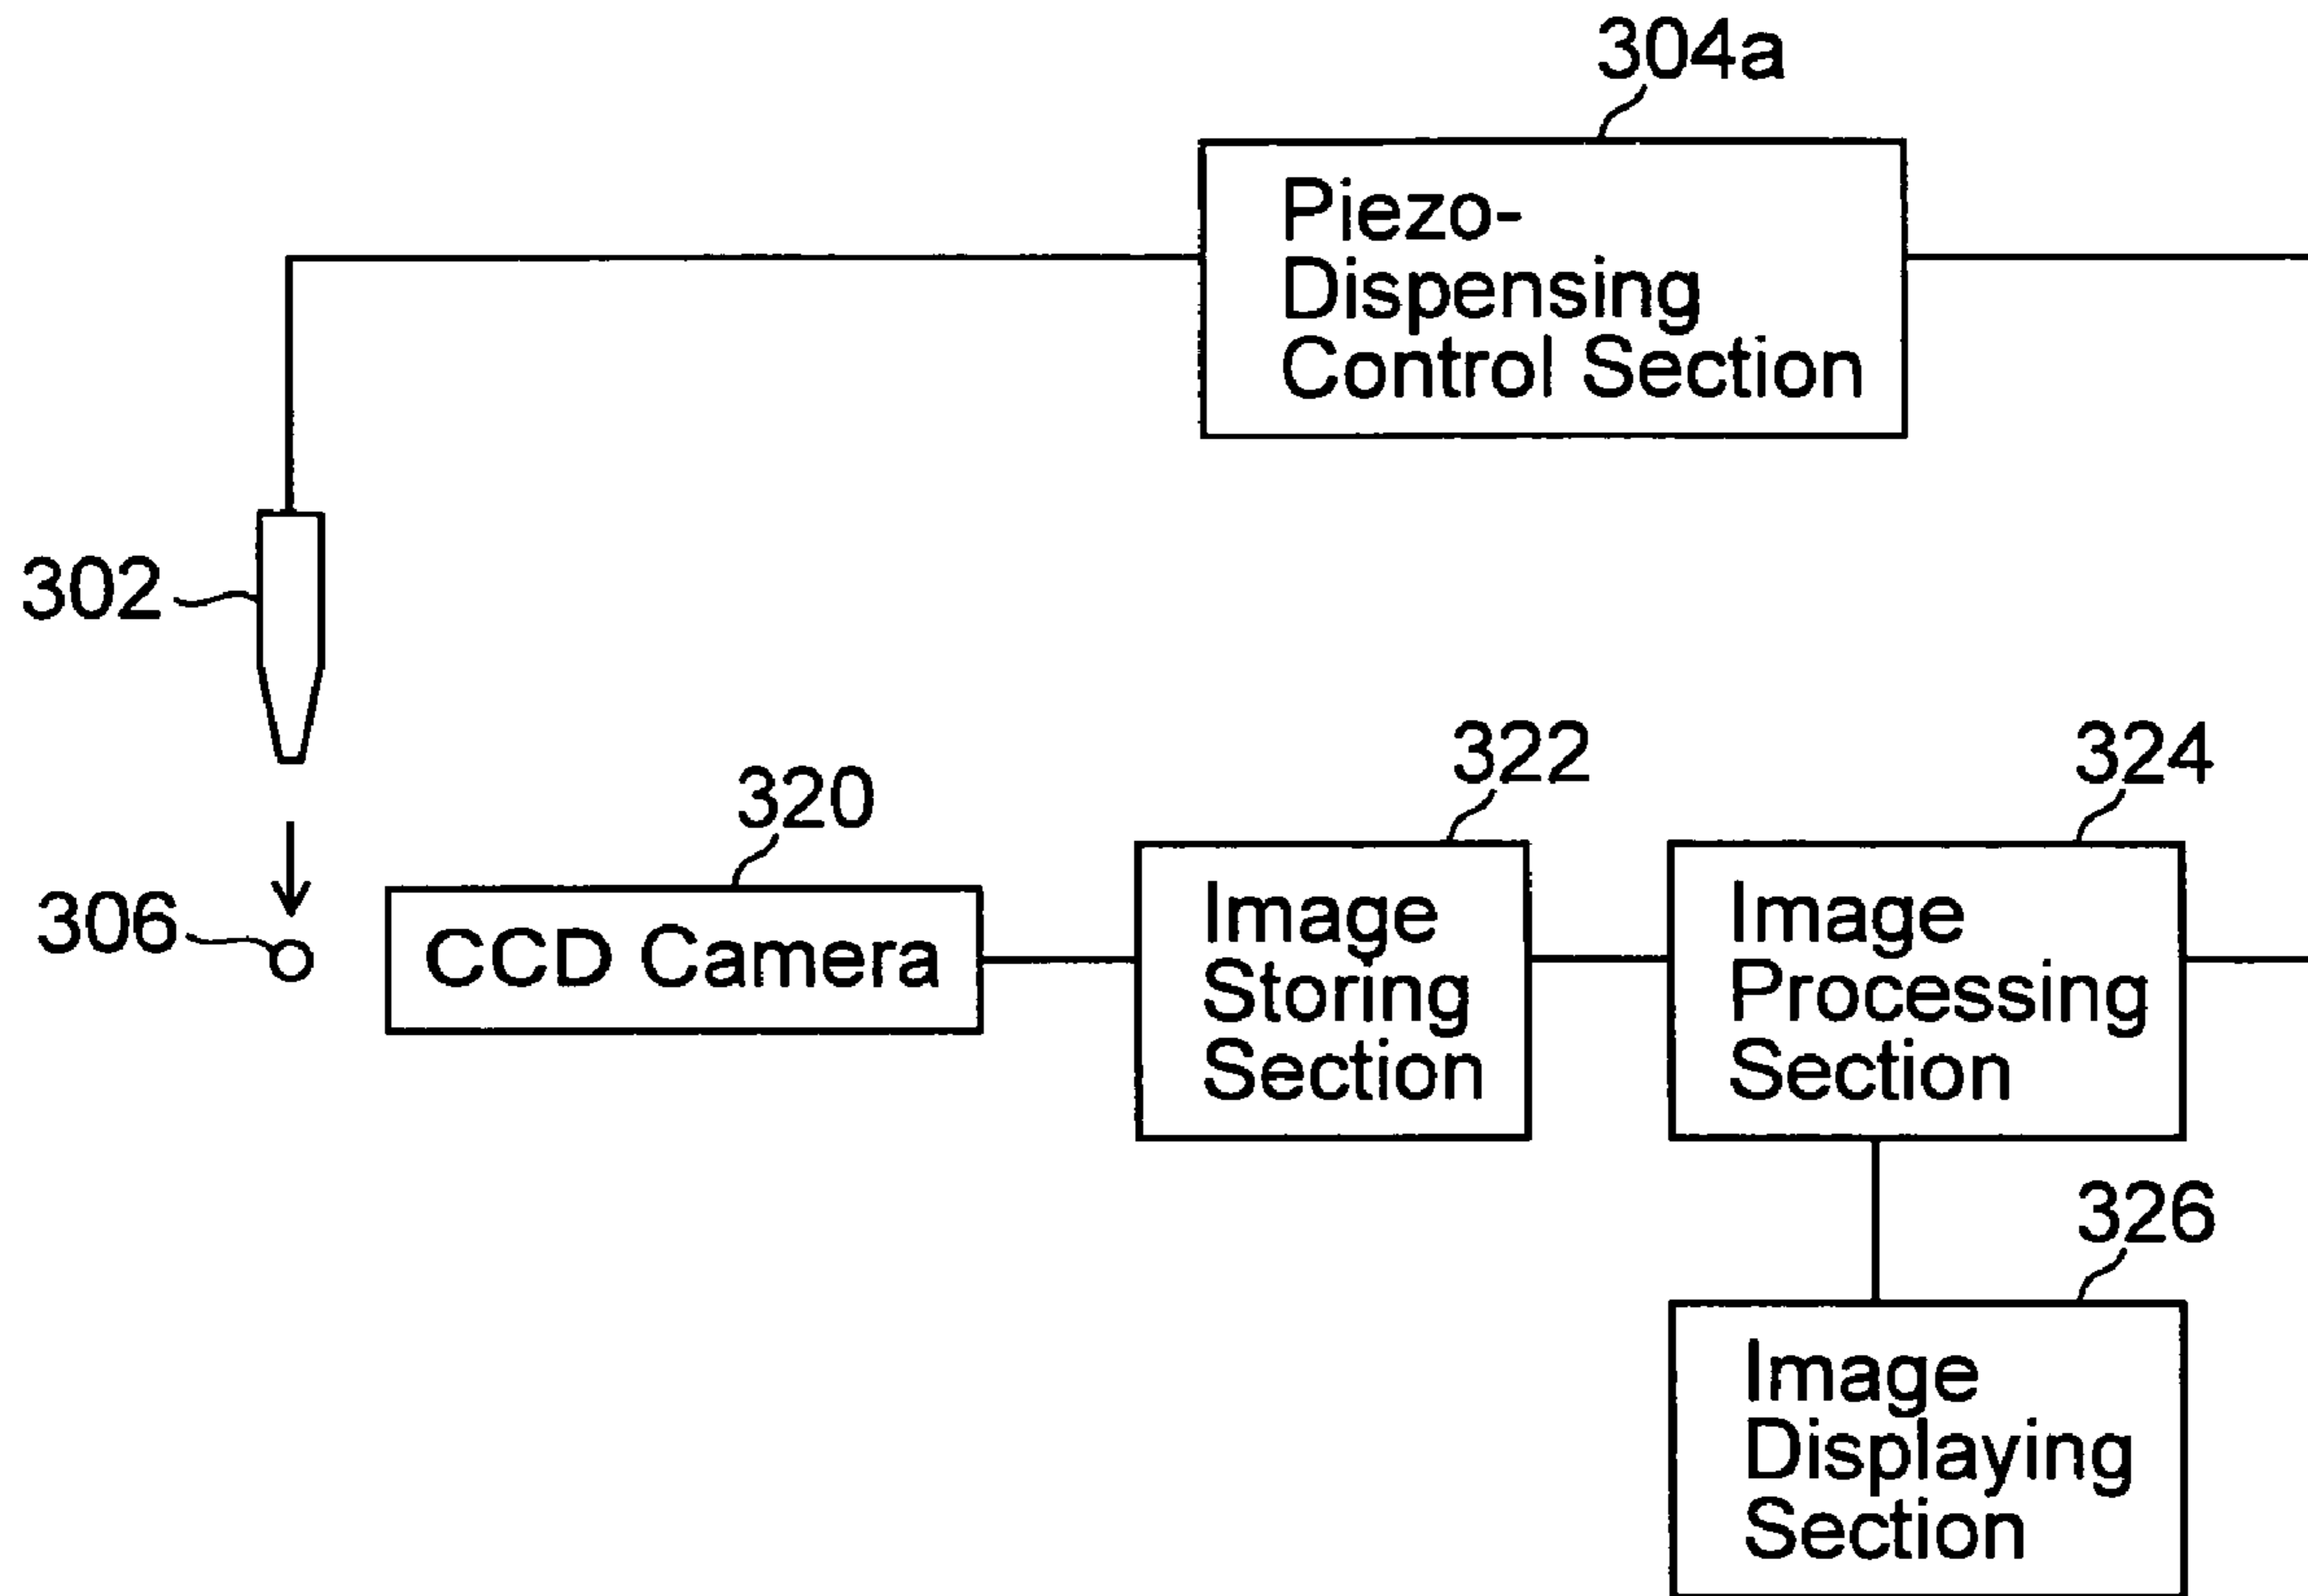 304a
Piezo-
Dispensing
Control Section
302
322
324
320
306
CCD Camera
Image
Storing
Section
Image
Processing
Section
326
Image
Displaying
Section